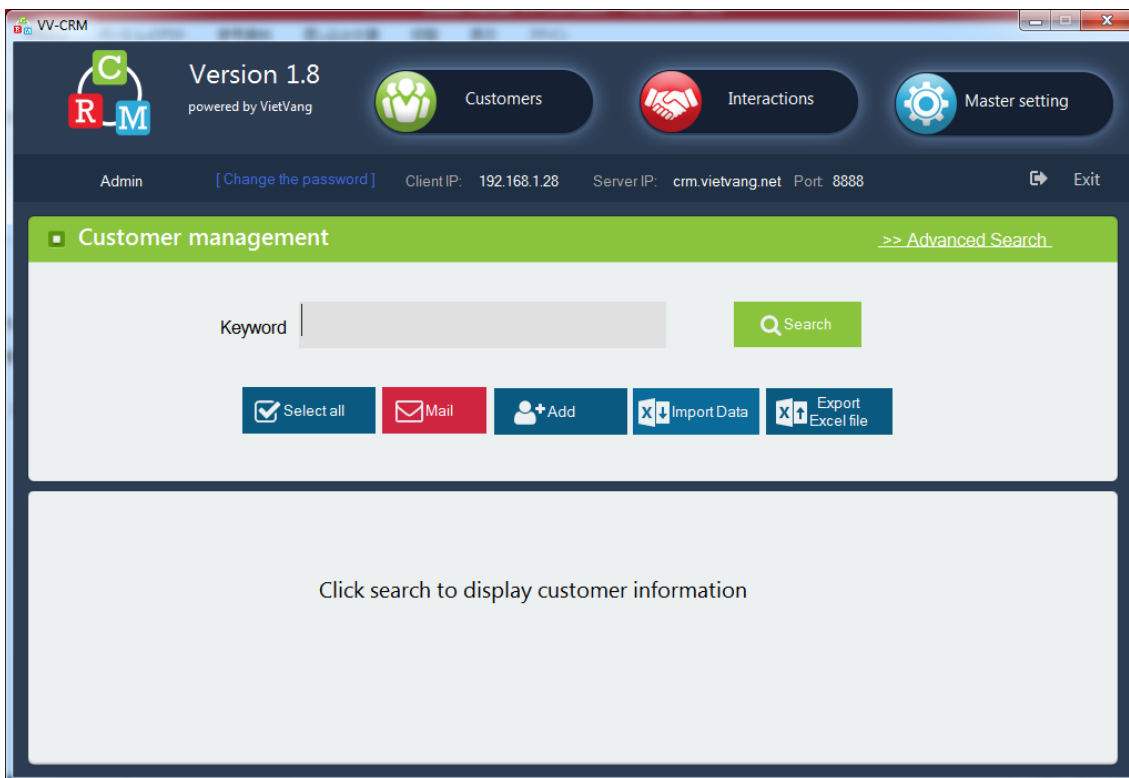 VV-CRM
C
R M
Version 1.8
powered by VietVang
Customers
Interactions
Master setting
Admin [ Change the password ] Client IP: 192.168.1.28 Server IP: crm.vietvang.net Port: 8888 Exit
Customer management >> Advanced Search
Keyword Search
Select all Mail Add Import Data Export
Excel file
Click search to display customer information